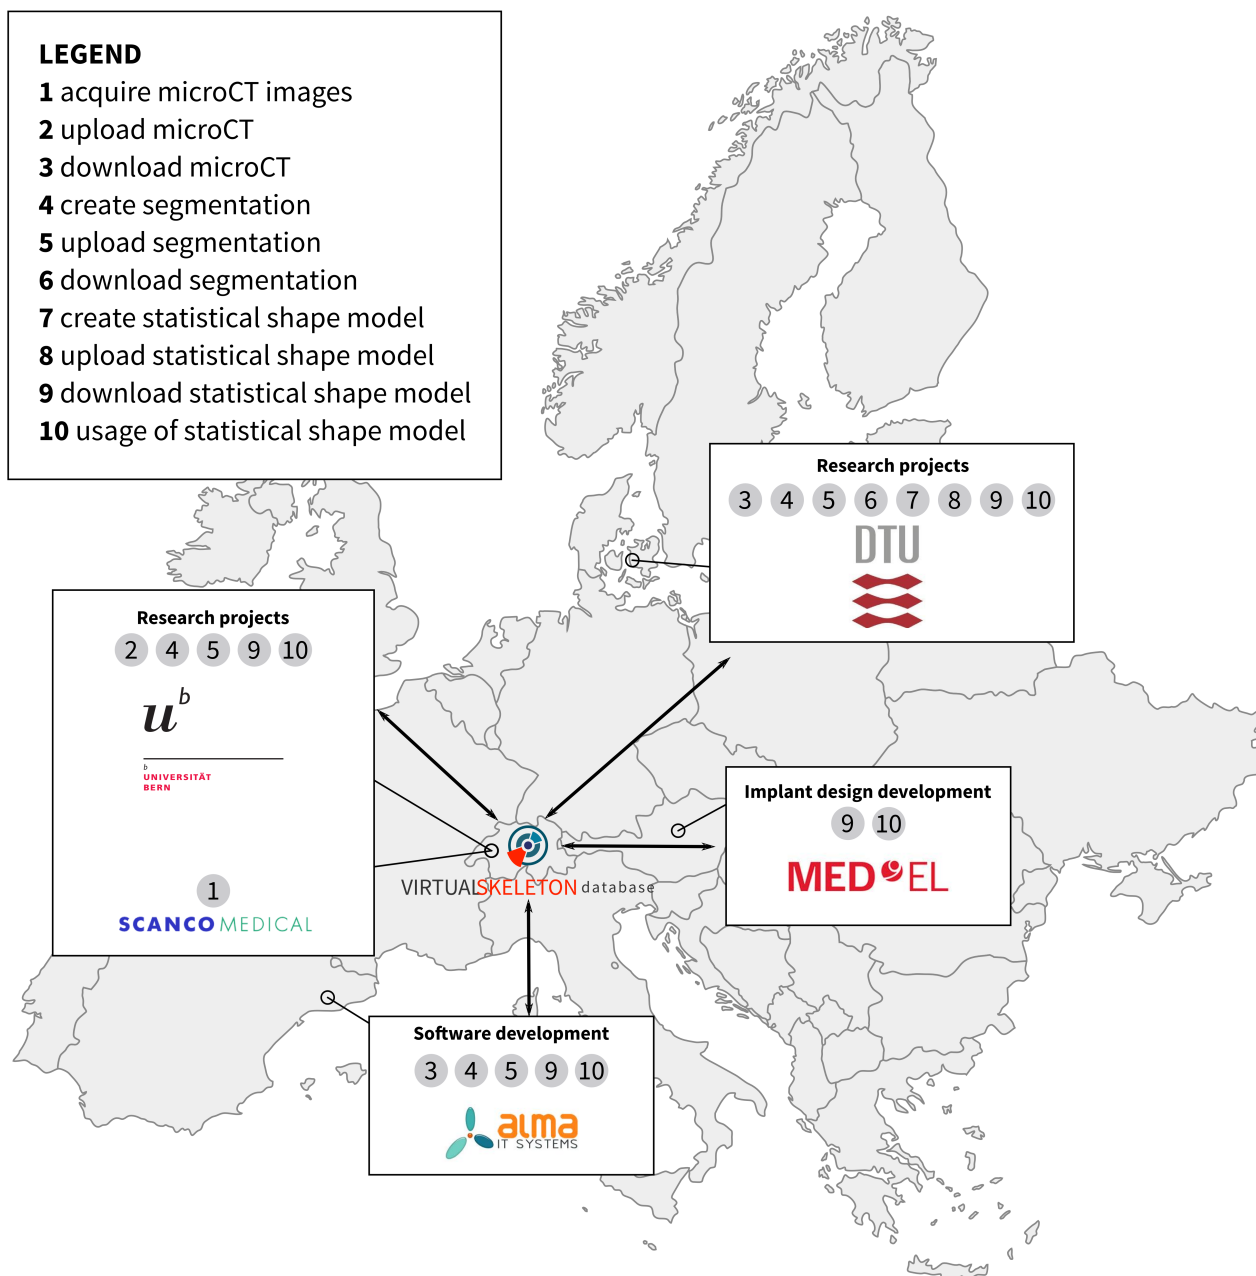 LEGEND
1 acquire microCT images
2 upload microCT
3 download microCT
4 create segmentation
5 upload segmentation
6 download segmentation
7 create statistical shape model
8 upload statistical shape model
9 download statistical shape model
10 usage of statistical shape model
Research projects
3 4 5 6 7 8 9 10
DTU
Research projects
2 4 5 9 10
u b
b
UNIVERSITÄT
BERN
1
SCANCO MEDICAL
Implant design development
9 10
MED EL
VIRTUALSKELETON database
Software development
3 4 5 9 10
alma
IT SYSTEMS